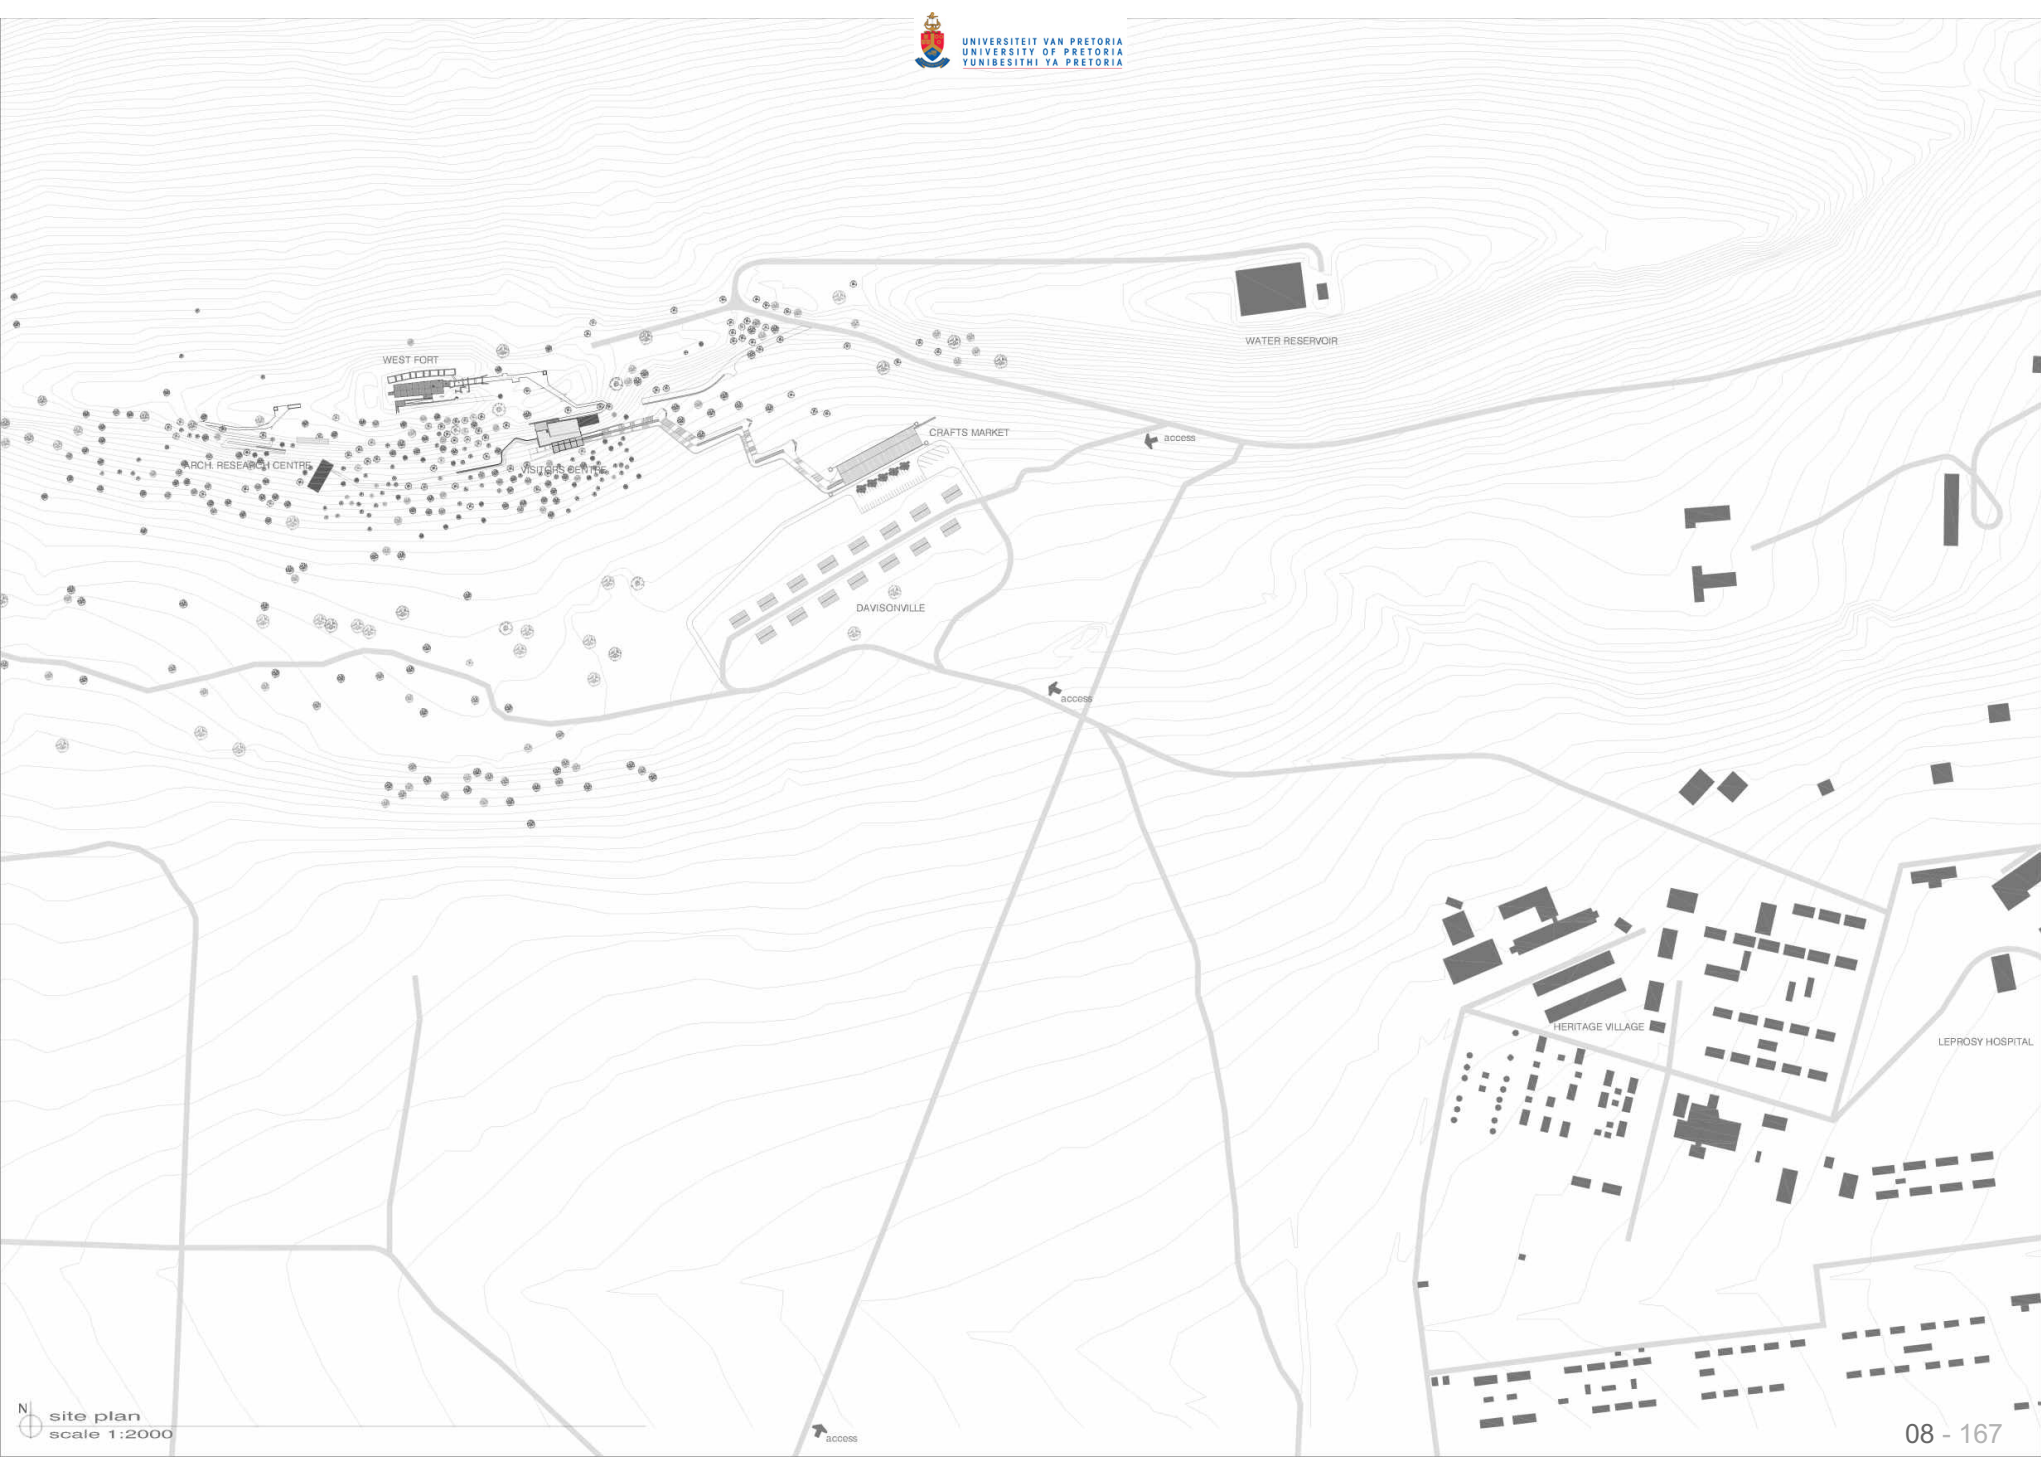 UNIVERSITEIT VAN PRETORIA
UNIVERSITY OF PRETORIA
YUNIBESITHI YA PRETORIA
WATER RESERVOIR
WEST FORT
CRAFTS MARKET
access
ARCH. RESEARCH CENTRE
VISITORS CENTRE
DAVISONVILLE
access
HERITAGE VILLAGE
LEPROSY HOSPITAL
N
site plan
scale 1:2000
access
08 - 167